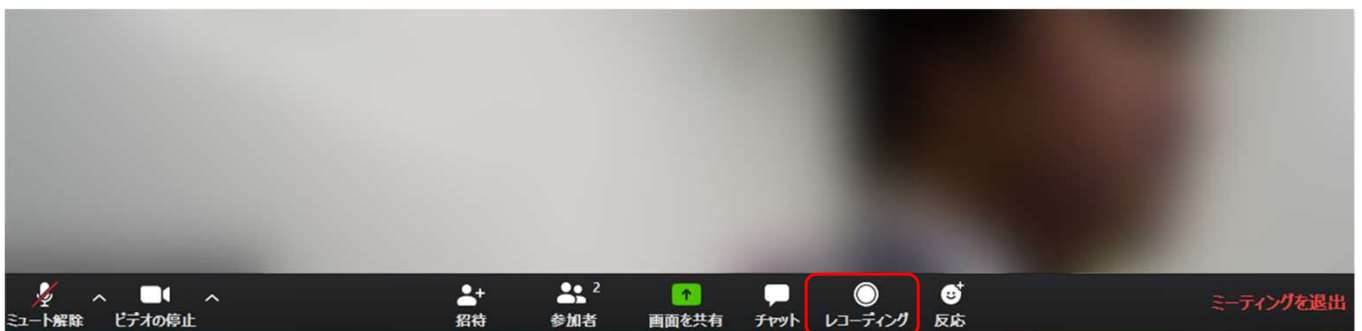 ミュート解除 ビデオの停止 招待 参加者 2 画面を共有 チャット レコーディング 反応 ミーティングを退出